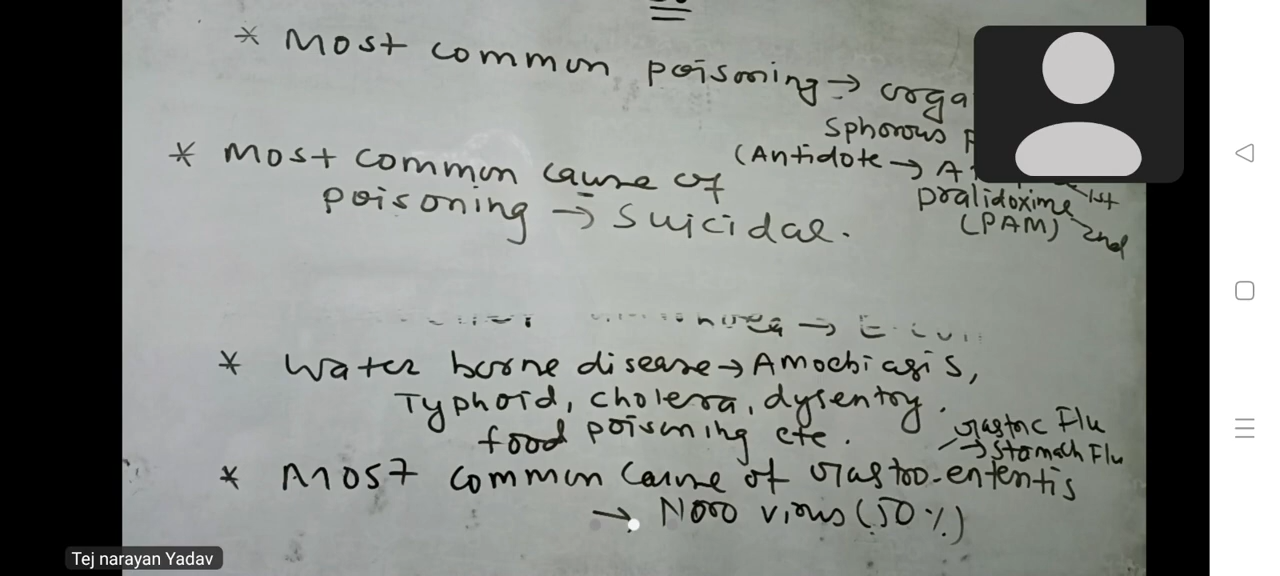 * Most common poisoning → orga
Sphorous P
(Antidote → A
* Most common cause of
pralidoxime 1st
poisoning → Suicidal.
(PAM) 2nd
* Water borne disease → Amoebiasis,
Typhoid, cholera, dysentry.
food poisoning etc.
Gastric Flu
→ Stomach Flu
* Most common cause of Gastro-enteritis
→ Noro virus (50%)
Tej narayan Yadav